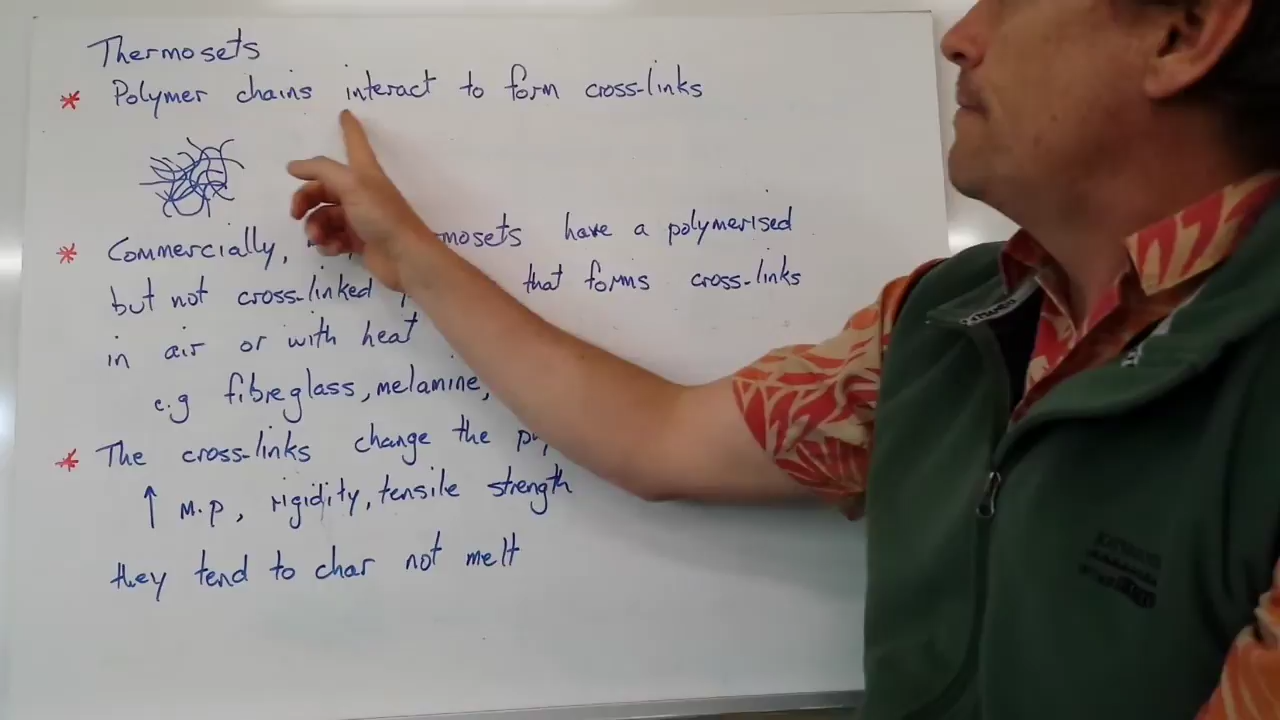 Thermosets
* Polymer chains interact to form cross-links
* Commercially, mosets have a polymerised
but not cross-linked that forms cross-links
in air or with heat
e.g fibreglass, melamine,
* The cross-links change the
↑ M.p, rigidity, tensile strength
they tend to char not melt